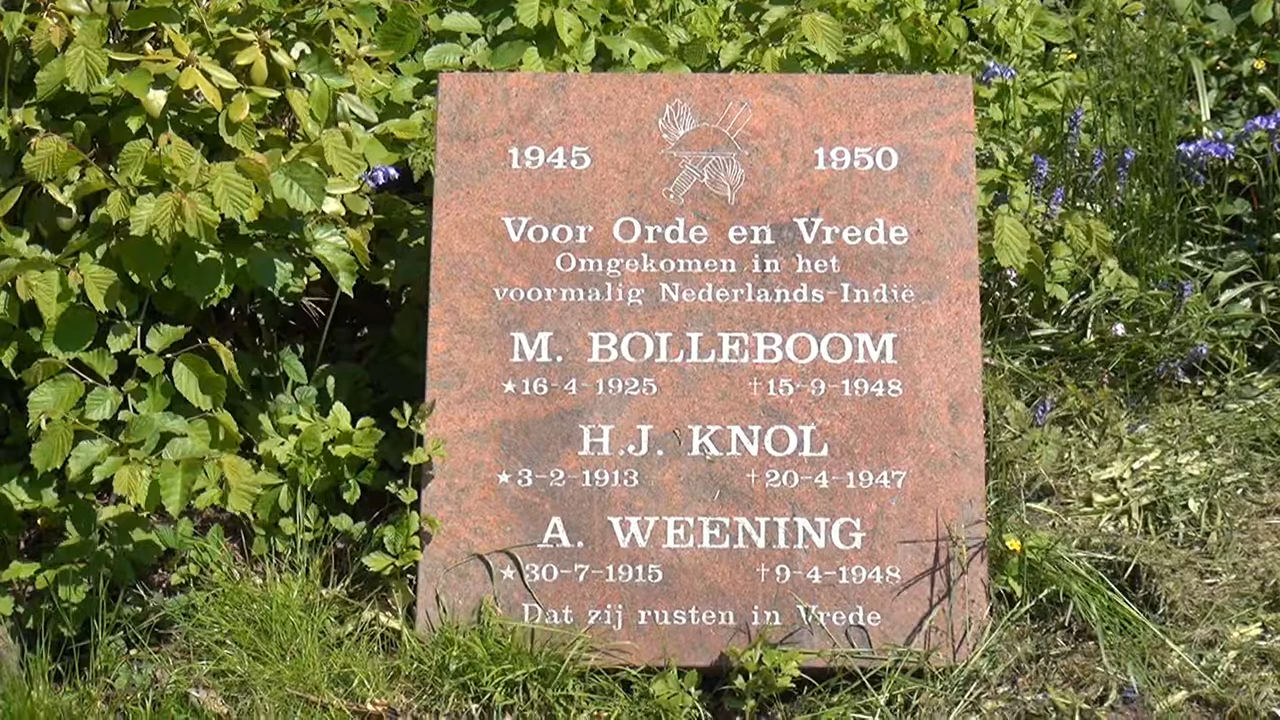 1945 1950
Voor Orde en Vrede
Omgekomen in het
voormalig Nederlands-Indië
M. BOLLEBOOM
★16-4-1925 †15-9-1948
H.J. KNOL
★3-2-1913 †20-4-1947
A. WEENING
★30-7-1915 †9-4-1948
Dat zij rusten in Vrede